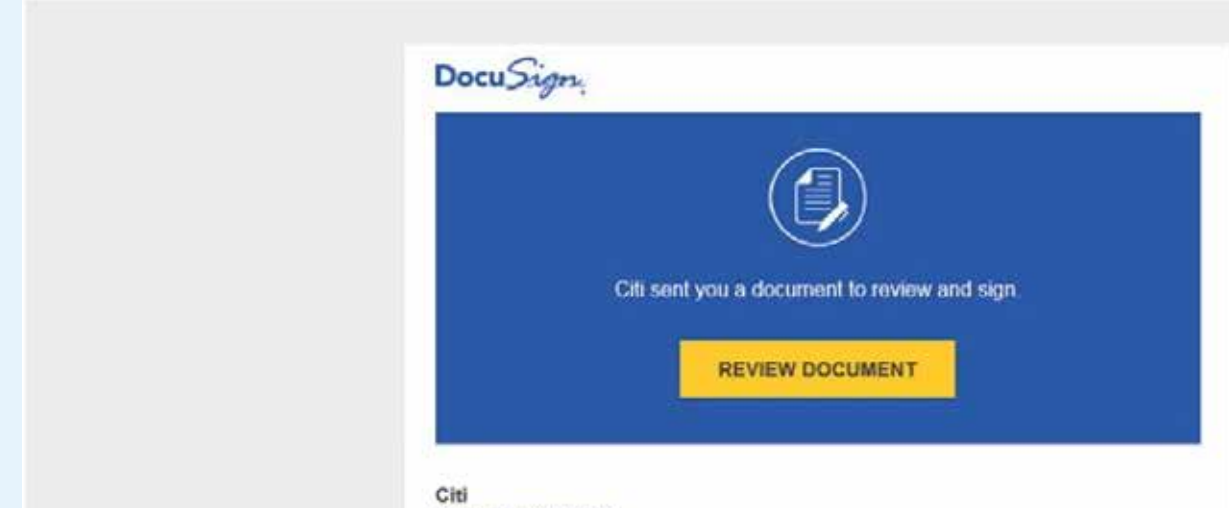 DocuSign
Citi sent you a document to review and sign.
REVIEW DOCUMENT
Citi